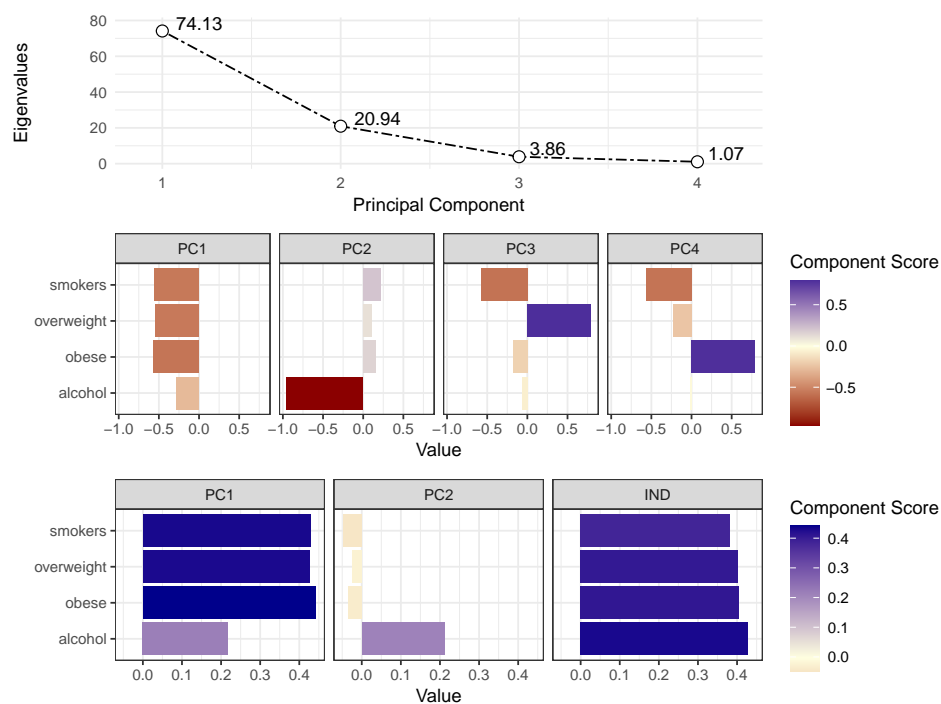 Eigenvalues
80
60
40
20
0
74.13
20.94
3.86
1.07
1 2 3 4
Principal Component
PC1 PC2 PC3 PC4
smokers
overweight
obese
alcohol
−1.0 −0.5 0.0 0.5 −1.0 −0.5 0.0 0.5 −1.0 −0.5 0.0 0.5 −1.0 −0.5 0.0 0.5
Value
Component Score
0.5
0.0
−0.5
PC1 PC2 IND
smokers
overweight
obese
alcohol
0.0 0.1 0.2 0.3 0.4 0.0 0.1 0.2 0.3 0.4 0.0 0.1 0.2 0.3 0.4
Value
Component Score
0.4
0.3
0.2
0.1
0.0